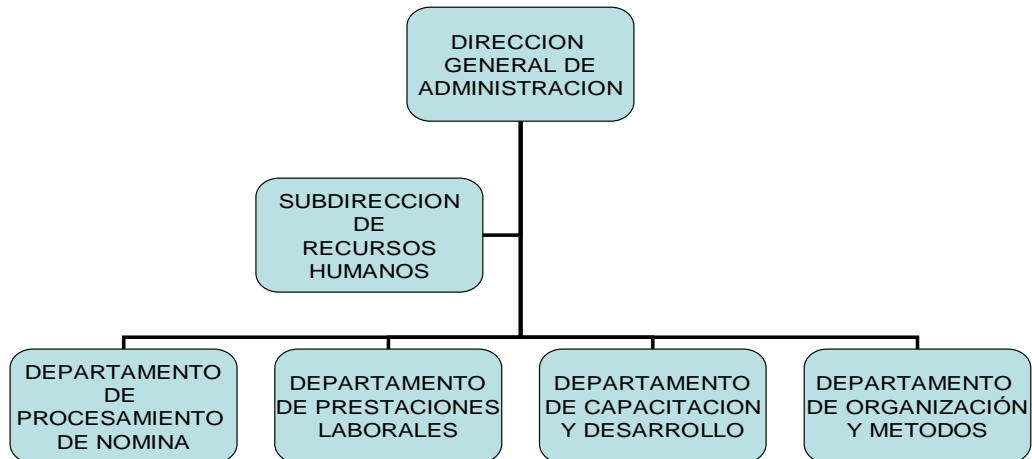 DIRECCION
GENERAL DE
ADMINISTRACION
SUBDIRECCION
DE
RECURSOS
HUMANOS
DEPARTAMENTO
DE
PROCESAMIENTO
DE NOMINA
DEPARTAMENTO
DE PRESTACIONES
LABORALES
DEPARTAMENTO
DE CAPACITACION
Y DESARROLLO
DEPARTAMENTO
DE ORGANIZACIÓN
Y METODOS